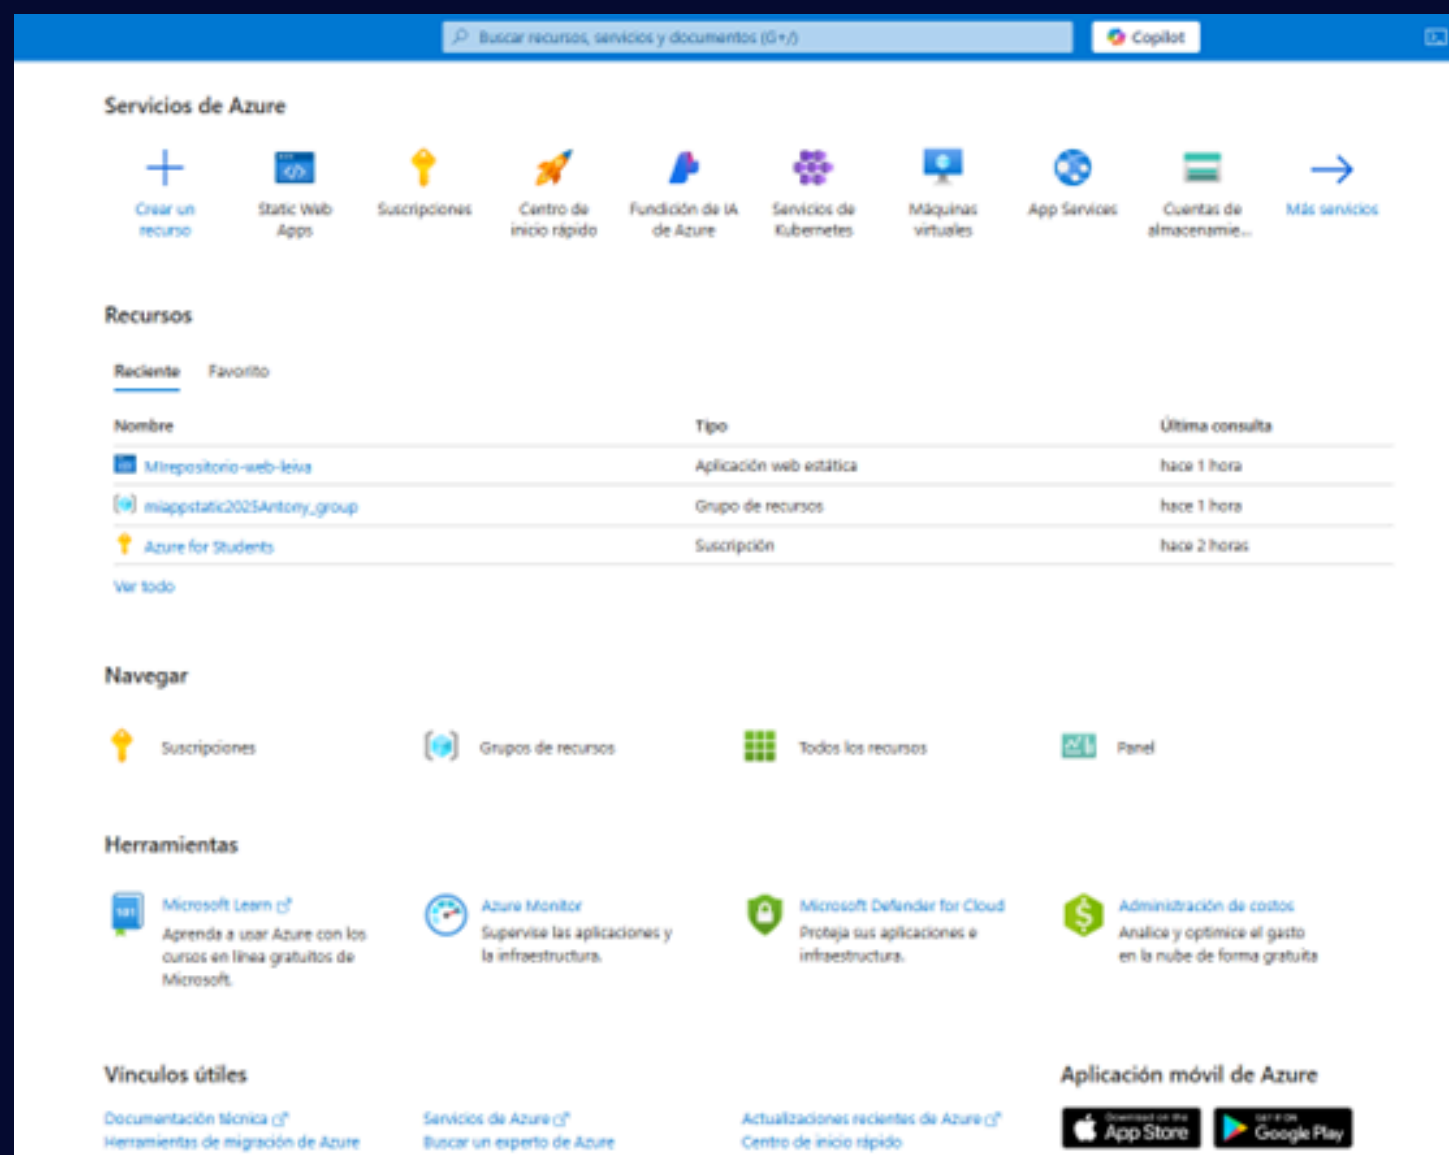 Buscar recursos, servicios y documentos (G+/)
Copilot
Servicios de Azure
Crear un recurso
Static Web Apps
Suscripciones
Centro de inicio rápido
Fundición de IA de Azure
Servicios de Kubernetes
Máquinas virtuales
App Services
Cuentas de almacenamie...
Más servicios
Recursos
Reciente Favorito
Nombre Tipo Última consulta
MIrepositorio-web-leiva Aplicación web estática hace 1 hora
miappstatic2025Antony_group Grupo de recursos hace 1 hora
Azure for Students Suscripción hace 2 horas
Ver todo
Navegar
Suscripciones Grupos de recursos Todos los recursos Panel
Herramientas
101
Microsoft Learn
Aprenda a usar Azure con los
cursos en línea gratuitos de
Microsoft.
Azure Monitor
Supervise las aplicaciones y
la infraestructura.
Microsoft Defender for Cloud
Proteja sus aplicaciones e
infraestructura.
Administración de costos
Analice y optimice el gasto
en la nube de forma gratuita
Vínculos útiles
Documentación técnica
Herramientas de migración de Azure
Servicios de Azure
Buscar un experto de Azure
Actualizaciones recientes de Azure
Centro de inicio rápido
Aplicación móvil de Azure
Download on the
App Store
GET IT ON
Google Play